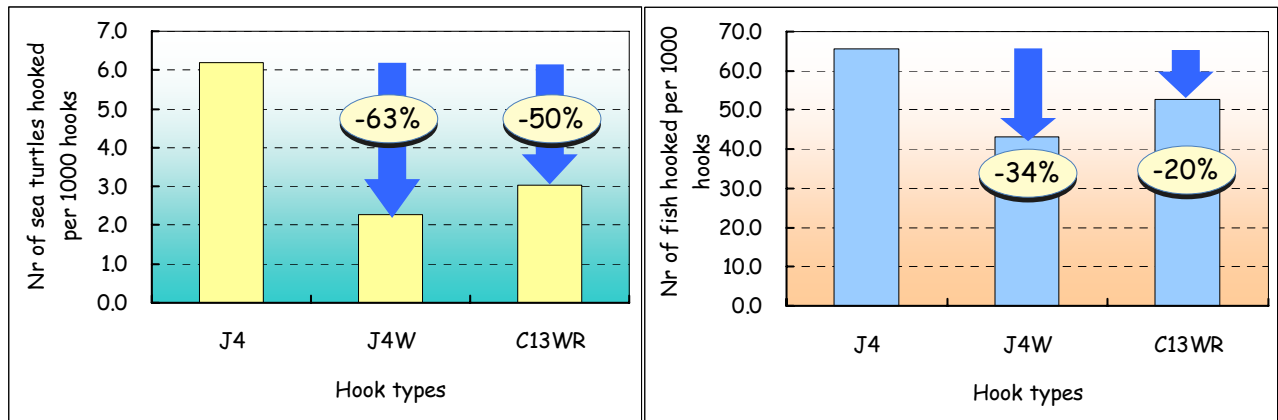 Nr of sea turtles hooked
per 1000 hooks
7.0
6.0
5.0
4.0
3.0
2.0
1.0
0.0
-63%
-50%
J4
J4W
C13WR
Hook types
Nr of fish hooked per 1000
hooks
70.0
60.0
50.0
40.0
30.0
20.0
10.0
0.0
-34%
-20%
J4
J4W
C13WR
Hook types